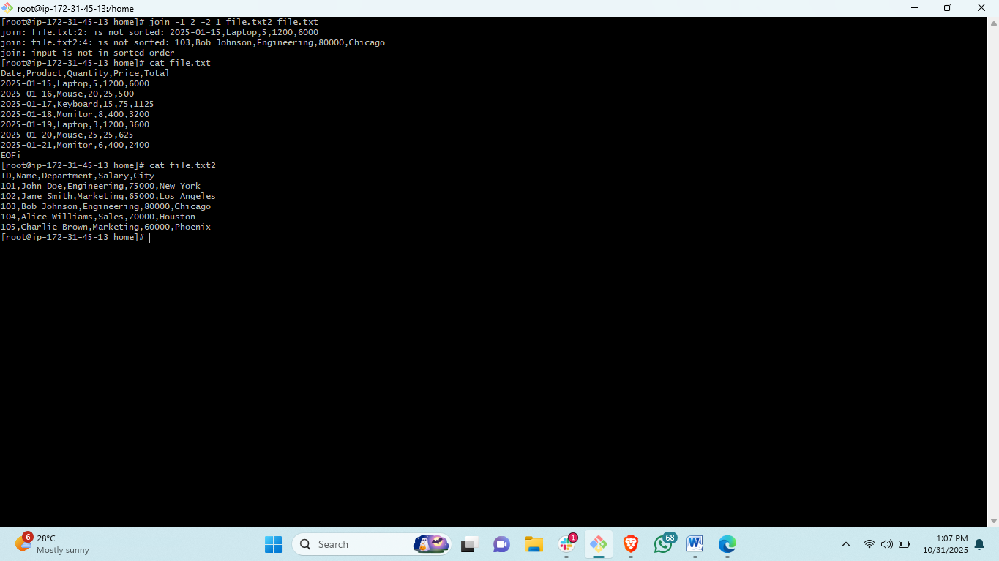 root@ip-172-31-45-13:/home
[root@ip-172-31-45-13 home]# join -1 2 -2 1 file.txt2 file.txt
join: file.txt:2: is not sorted: 2025-01-15,Laptop,5,1200,6000
join: file.txt2:4: is not sorted: 103,Bob Johnson,Engineering,80000,Chicago
join: input is not in sorted order
[root@ip-172-31-45-13 home]# cat file.txt
Date,Product,Quantity,Price,Total
2025-01-15,Laptop,5,1200,6000
2025-01-16,Mouse,20,25,500
2025-01-17,Keyboard,15,75,1125
2025-01-18,Monitor,8,400,3200
2025-01-19,Laptop,3,1200,3600
2025-01-20,Mouse,25,25,625
2025-01-21,Monitor,6,400,2400
EOFi
[root@ip-172-31-45-13 home]# cat file.txt2
ID,Name,Department,Salary,City
101,John Doe,Engineering,75000,New York
102,Jane Smith,Marketing,65000,Los Angeles
103,Bob Johnson,Engineering,80000,Chicago
104,Alice Williams,Sales,70000,Houston
105,Charlie Brown,Marketing,60000,Phoenix
[root@ip-172-31-45-13 home]#
6
28°C
Mostly sunny
Search
1
68
W
1:07 PM
10/31/2025